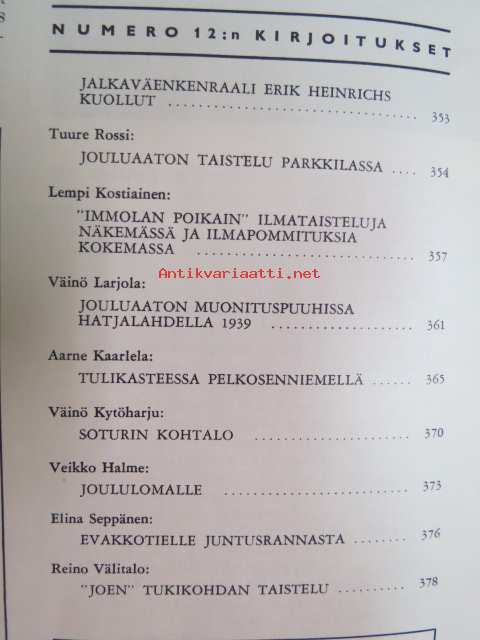 NUMERO 12:n KIRJOITUKSET
JALKAVÄENKENRAALI ERIK HEINRICHS
KUOLLUT ................................ 353
Tuure Rossi:
JOULUAATON TAISTELU PARKKILASSA .... 354
Lempi Kostiainen:
"IMMOLAN POIKAIN" ILMATAISTELUJA
NÄKEMÄSSÄ JA ILMAPOMMITUKSIA
KOKEMASSA ............................ 357
Antikvariaatti.net
Väinö Larjola:
JOULUAATON MUONITUSPUUHISSA
HATJALAHDELLA 1939 .................. 361
Aarne Kaarlela:
TULIKASTEESSA PELKOSENNIEMELLÄ ...... 365
Väinö Kytöharju:
SOTURIN KOHTALO .................... 370
Veikko Halme:
JOULULOMALLE ........................ 373
Elina Seppänen:
EVAKKOTIELLE JUNTUSRANNASTA ........ 376
Reino Välitalo:
"JOEN" TUKIKOHDAN TAISTELU .......... 378